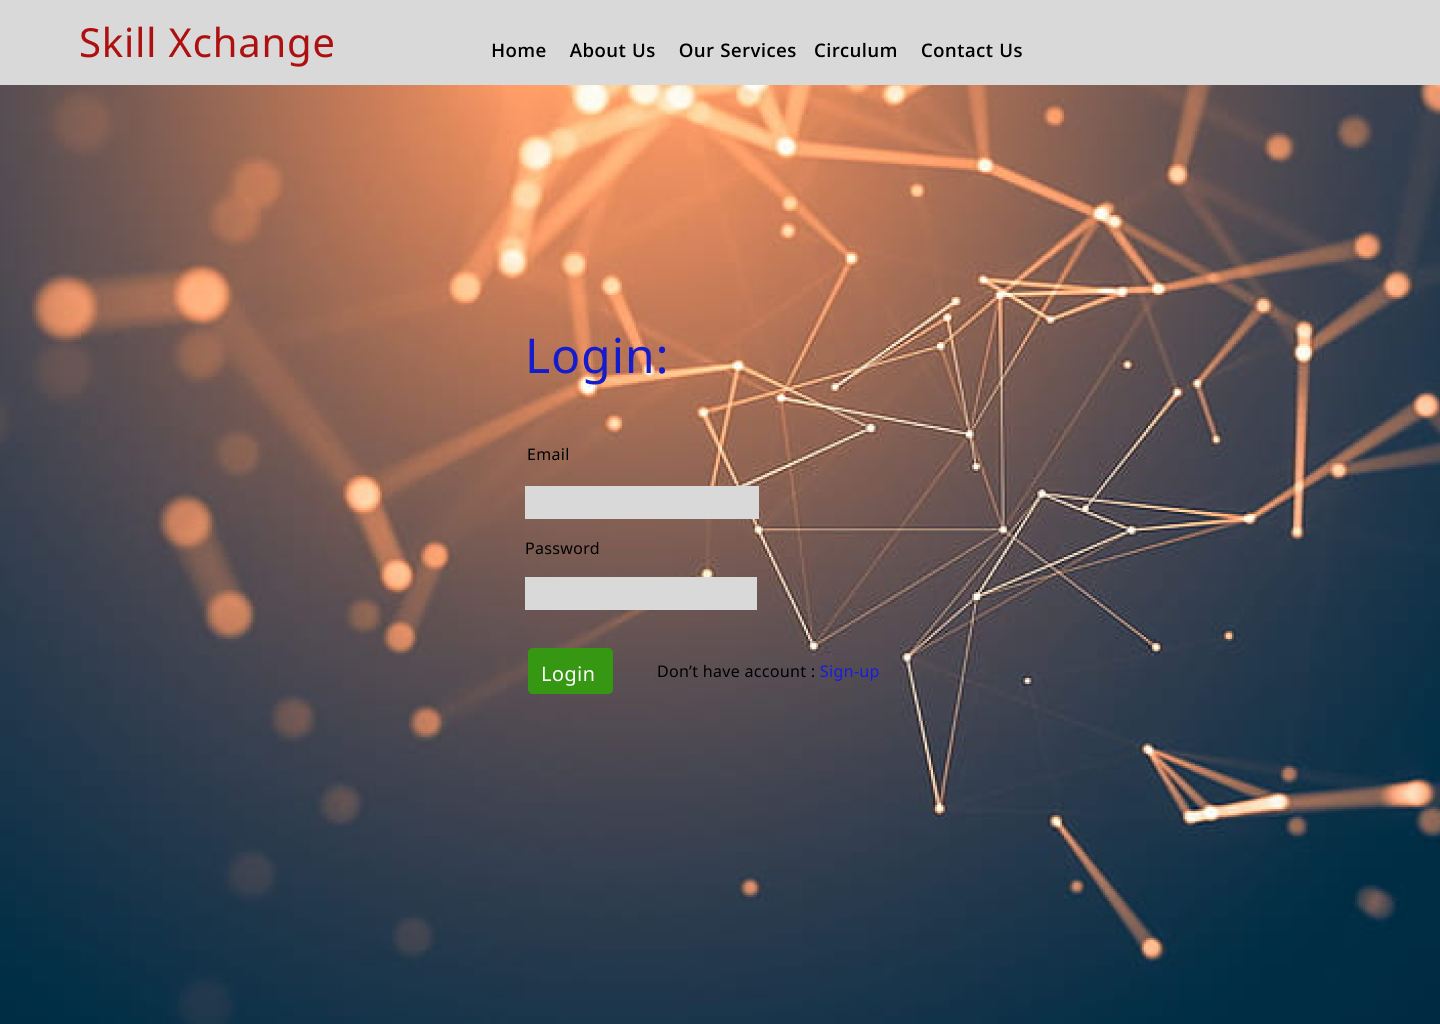 Skill Xchange
Home About Us Our Services Circulum Contact Us
Login:
Email
Password
Login Don’t have account : Sign-up